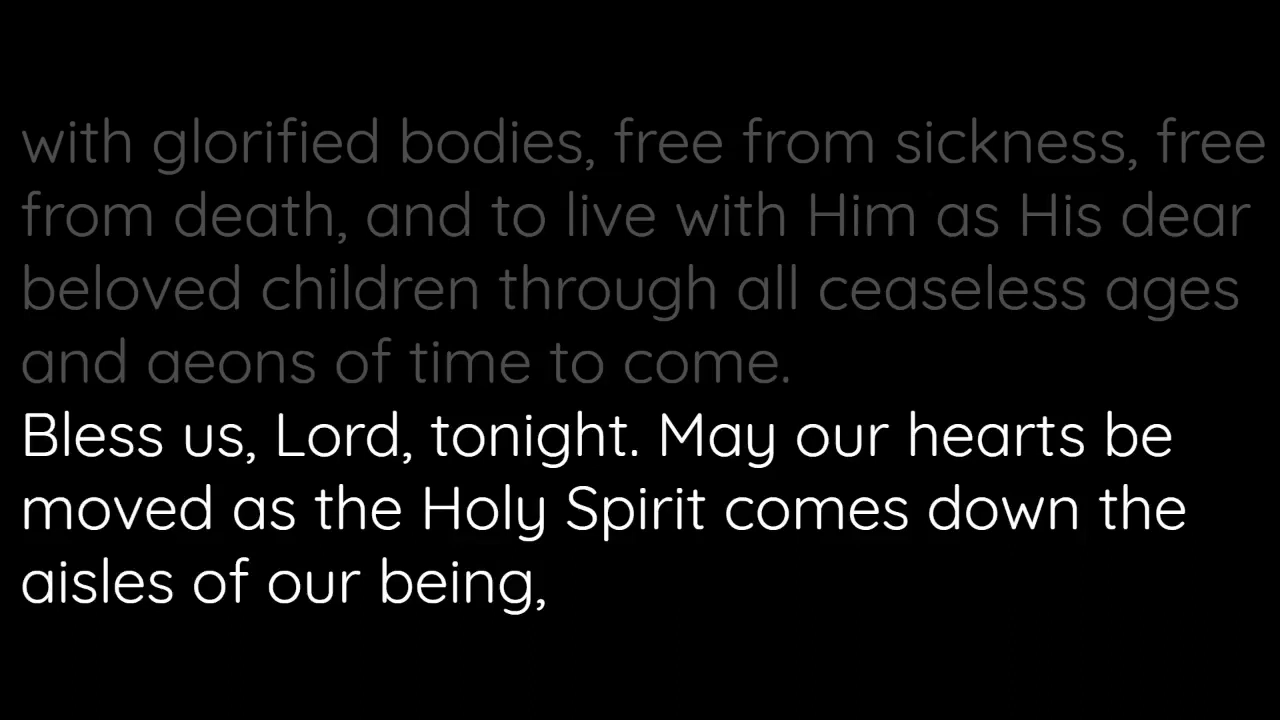 with glorified bodies, free from sickness, free
from death, and to live with Him as His dear
beloved children through all ceaseless ages
and aeons of time to come.
Bless us, Lord, tonight. May our hearts be
moved as the Holy Spirit comes down the
aisles of our being,